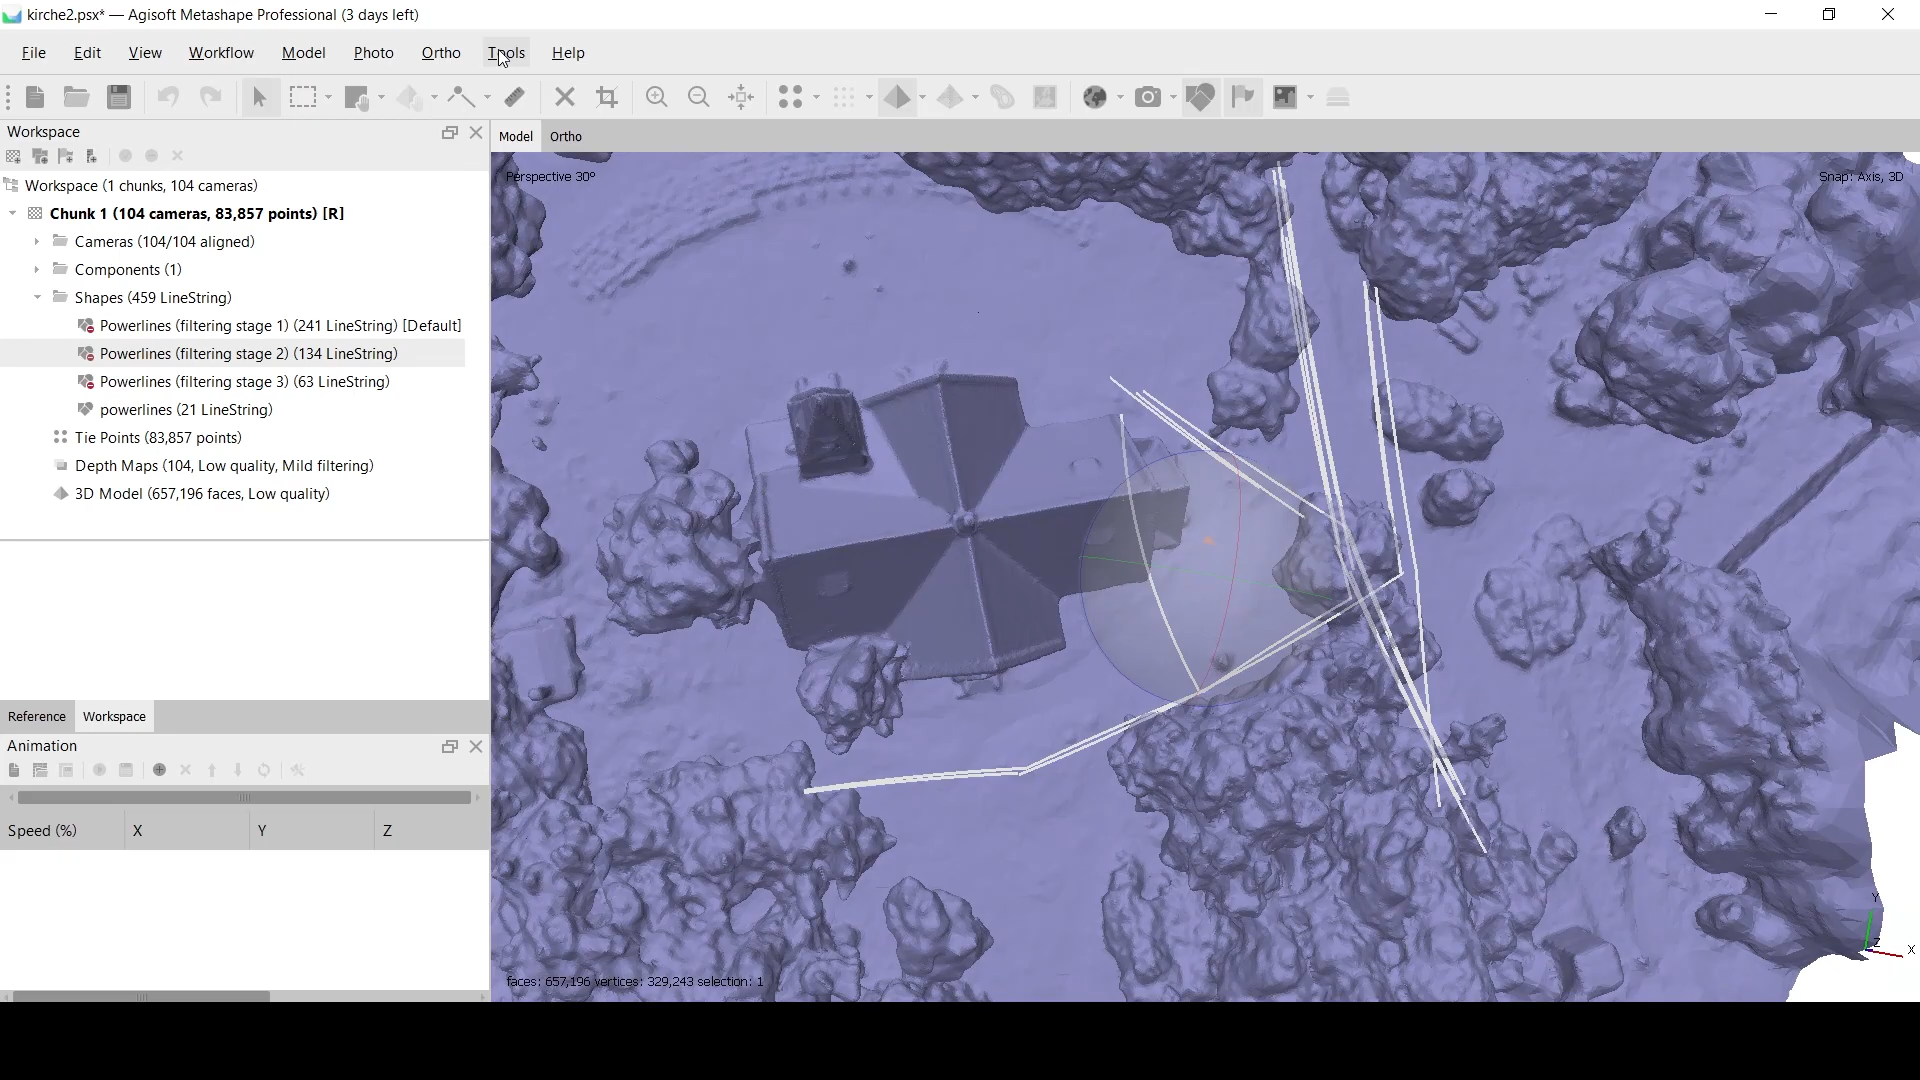 kirche2.psx* — Agisoft Metashape Professional (3 days left)
File Edit View Workflow Model Photo Ortho Tools Help
Workspace
Model Ortho
Workspace (1 chunks, 104 cameras)
Chunk 1 (104 cameras, 83,857 points) [R]
Cameras (104/104 aligned)
Components (1)
Shapes (459 LineString)
Powerlines (filtering stage 1) (241 LineString) [Default]
Powerlines (filtering stage 2) (134 LineString)
Powerlines (filtering stage 3) (63 LineString)
powerlines (21 LineString)
Tie Points (83,857 points)
Depth Maps (104, Low quality, Mild filtering)
3D Model (657,196 faces, Low quality)
Perspective 30°
Snap: Axis, 3D
Reference Workspace
Animation
Speed (%) X Y Z
Y
Z
X
faces: 657,196 vertices: 329,243 selection: 1